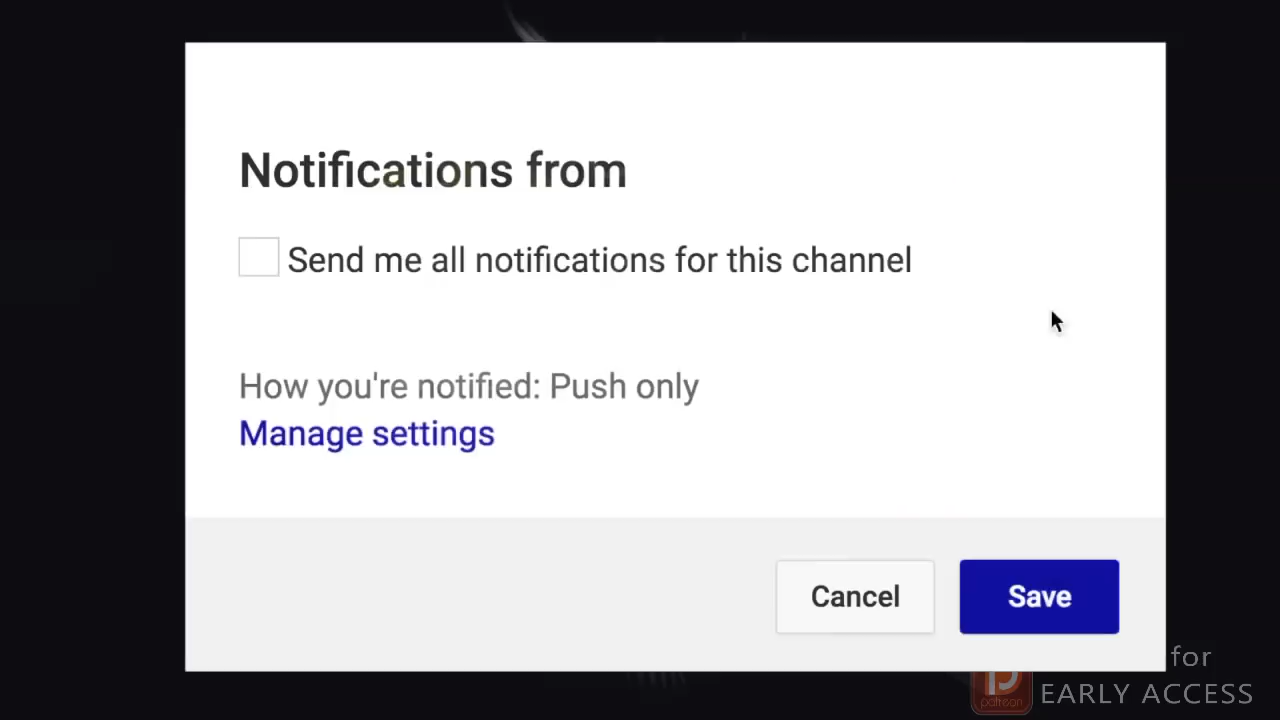 Notifications from
Send me all notifications for this channel
How you're notified: Push only
Manage settings
Cancel
Save
for
patreon
EARLY ACCESS